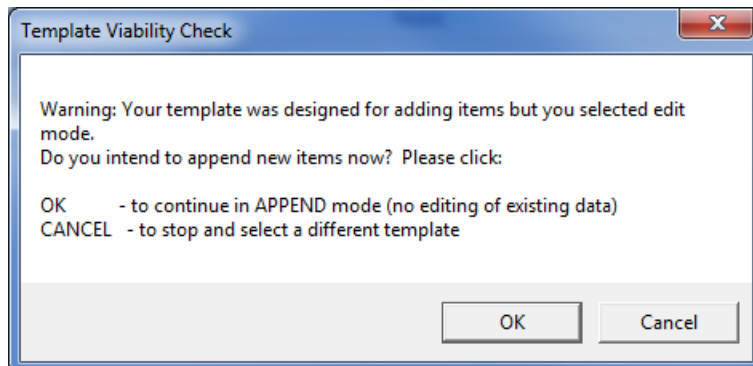 Template Viability Check
Warning: Your template was designed for adding items but you selected edit
mode.
Do you intend to append new items now?  Please click:
OK - to continue in APPEND mode (no editing of existing data)
CANCEL - to stop and select a different template
OK Cancel